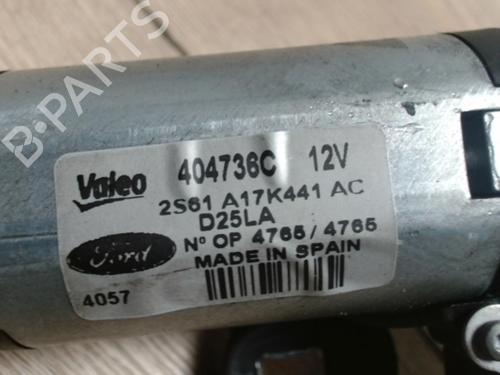 B-PARTS
Valeo 404736C 12V
2S61 A17K441 AC
D25LA
Ford Nº OP 4765 / 4765
MADE IN SPAIN
4057